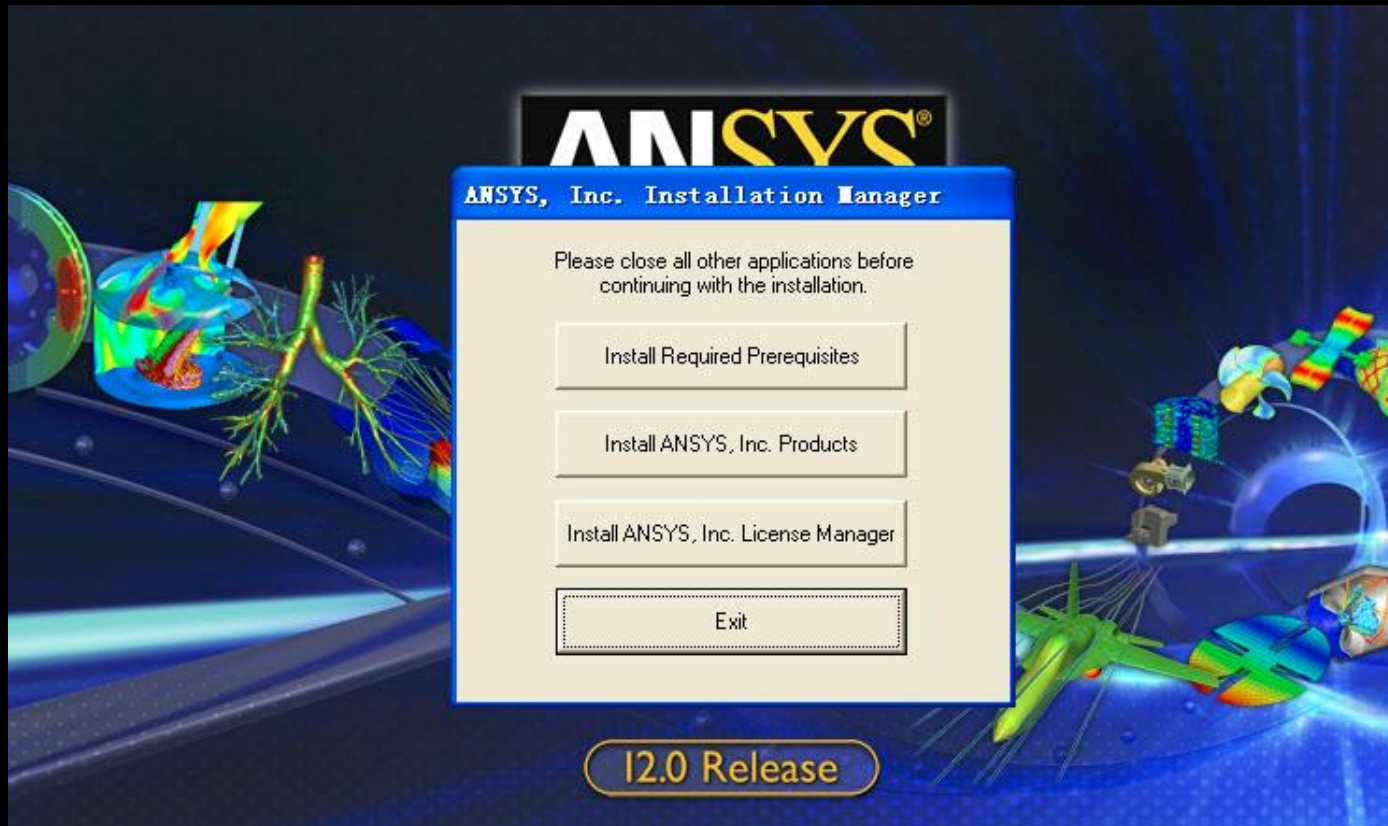 ANSYS®
ANSYS, Inc. Installation Manager
Please close all other applications before
continuing with the installation.
Install Required Prerequisites
Install ANSYS, Inc. Products
Install ANSYS, Inc. License Manager
Exit
12.0 Release